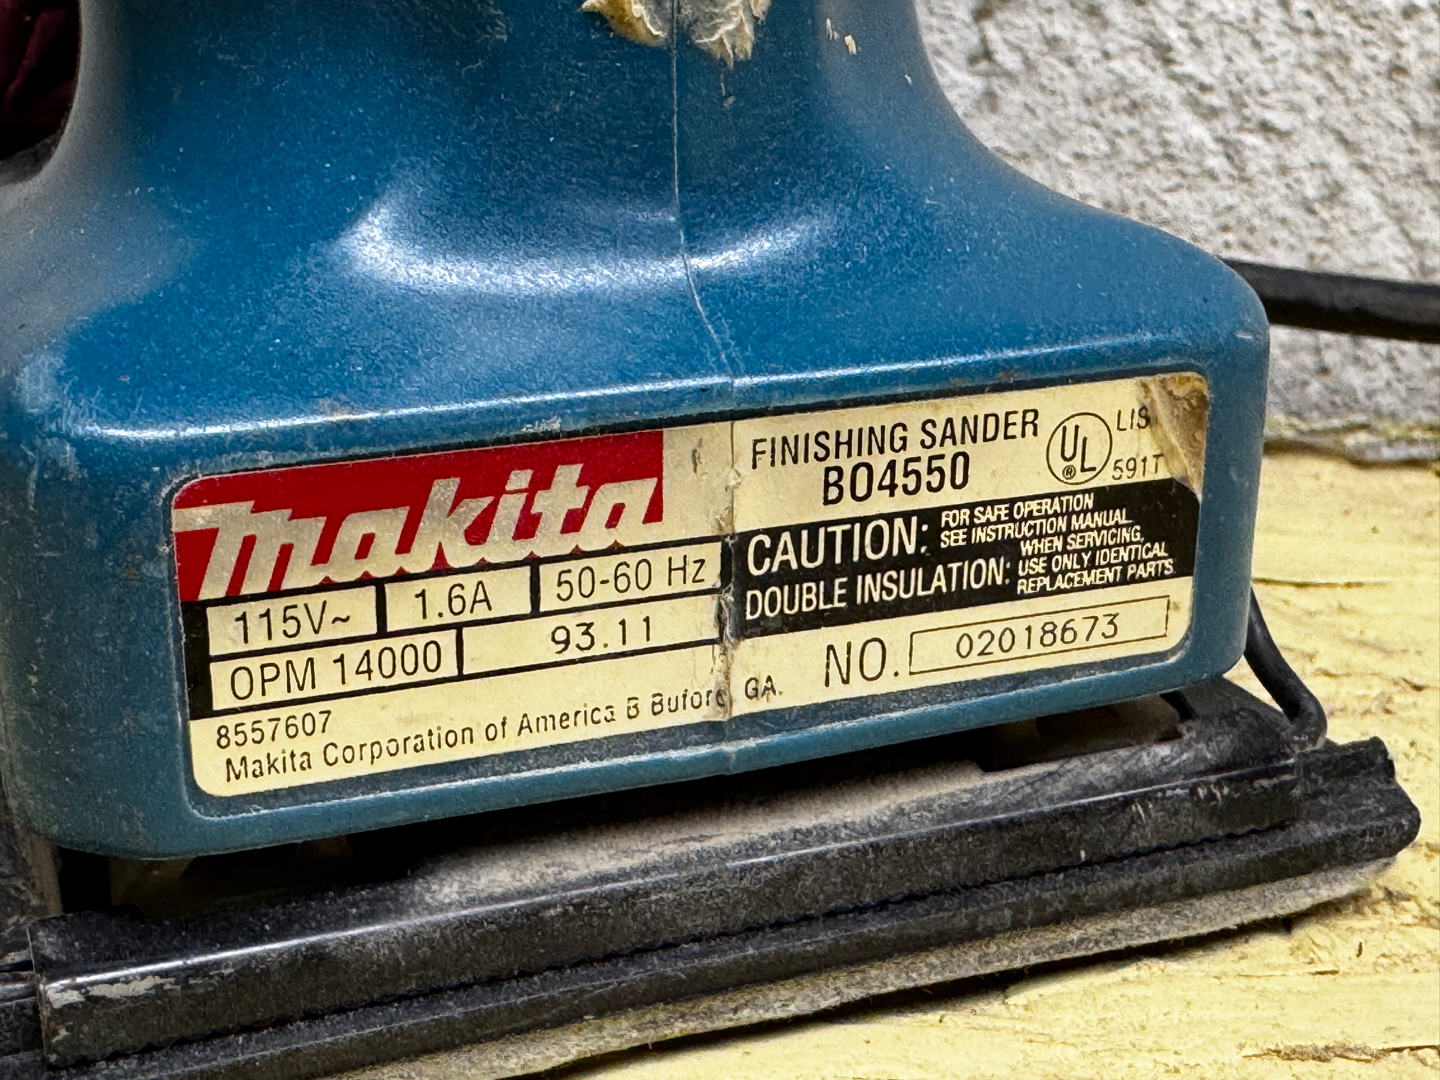 makita
115V~ 1.6A 50-60 Hz
OPM 14000 93.11
8557607
Makita Corporation of America B Buford GA.
FINISHING SANDER
BO4550
UL
®
LIS
591T
CAUTION: FOR SAFE OPERATION
SEE INSTRUCTION MANUAL.
DOUBLE INSULATION: WHEN SERVICING,
USE ONLY IDENTICAL
REPLACEMENT PARTS.
NO. 02018673